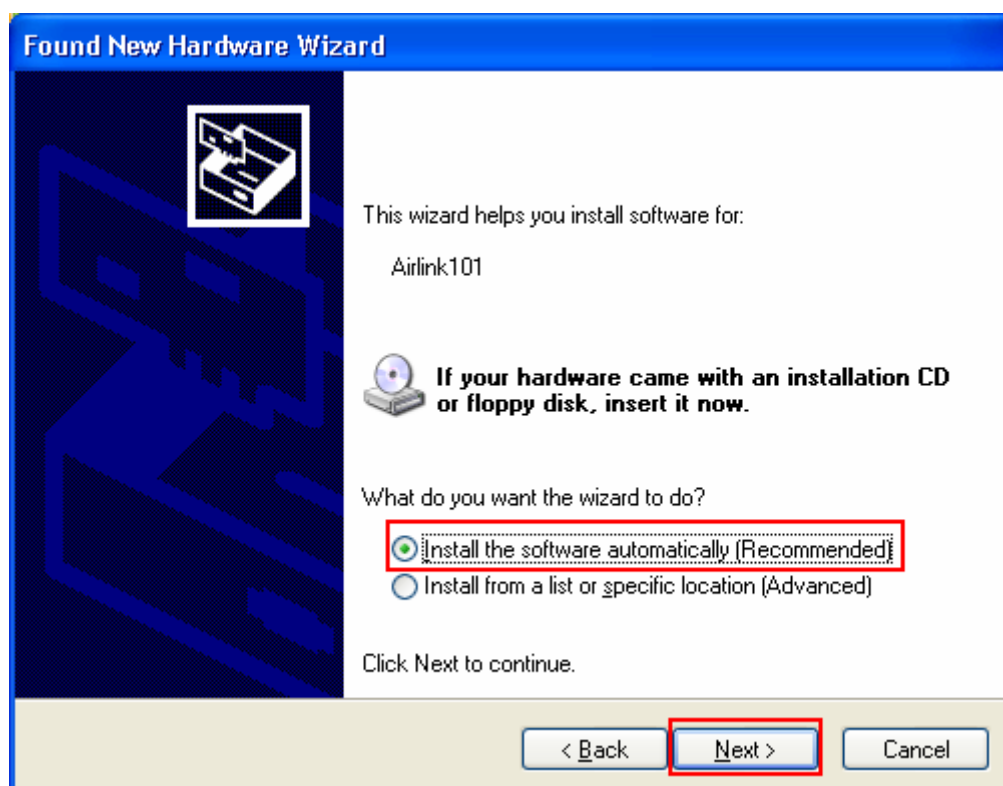 Found New Hardware Wizard
This wizard helps you install software for:
Airlink101
If your hardware came with an installation CD
or floppy disk, insert it now.
What do you want the wizard to do?
Install the software automatically (Recommended)
Install from a list or specific location (Advanced)
Click Next to continue.
< Back Next > Cancel